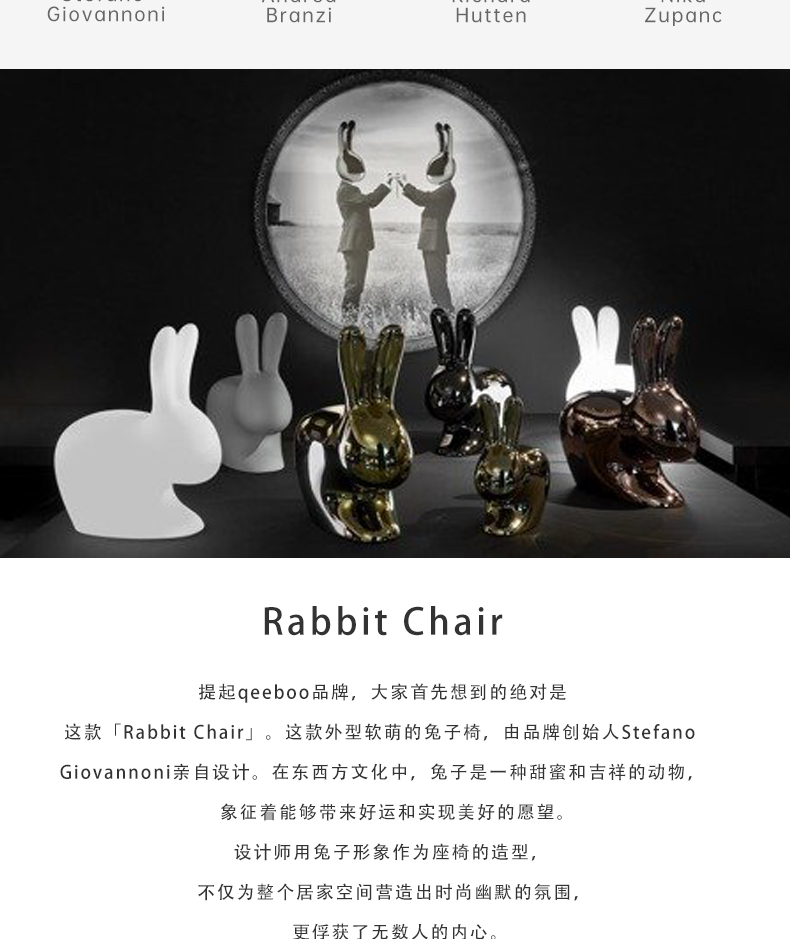 Giovannoni
Branzi
Hutten
Zupanc
Rabbit Chair
提起qeeboo品牌，大家首先想到的绝对是
这款「Rabbit Chair」。这款外型软萌的兔子椅，由品牌创始人Stefano
Giovannoni亲自设计。在东西方文化中，兔子是一种甜蜜和吉祥的动物，
象征着能够带来好运和实现美好的愿望。
设计师用兔子形象作为座椅的造型，
不仅为整个居家空间营造出时尚幽默的氛围，
更俘获了无数人的内心。